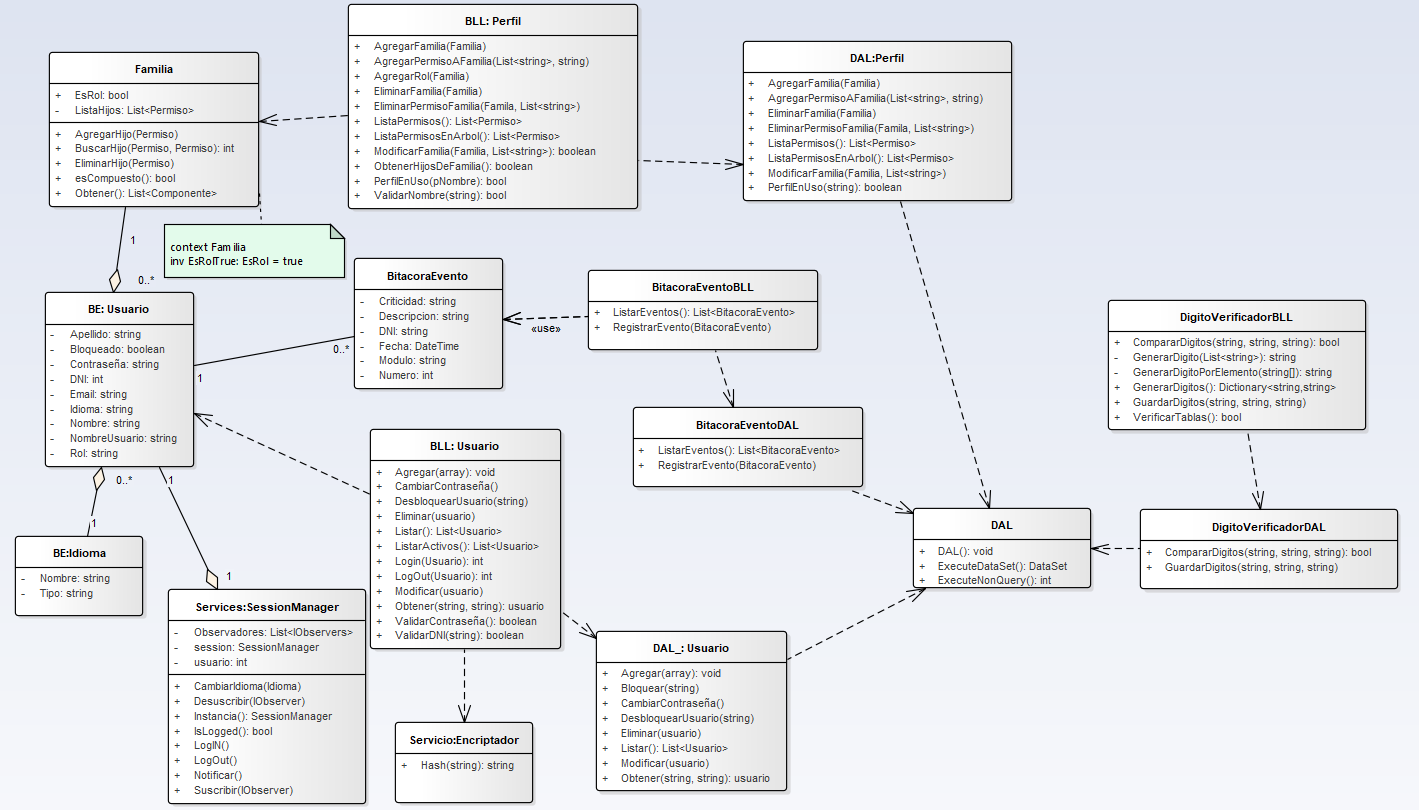 Familia
+ EsRol: bool
- ListaHijos: List<Permiso>
+ AgregarHijo(Permiso)
+ BuscarHijo(Permiso, Permiso): int
+ EliminarHijo(Permiso)
+ esCompuesto(): bool
+ Obtener(): List<Componente>
BLL: Perfil
+ AgregarFamilia(Familia)
+ AgregarPermisoAFamilia(List<string>, string)
+ AgregarRol(Familia)
+ EliminarFamilia(Familia)
+ EliminarPermisoFamilia(Famila, List<string>)
+ ListaPermisos(): List<Permiso>
+ ListaPermisosEnArbol(): List<Permiso>
+ ModificarFamilia(Familia, List<string>): boolean
+ ObtenerHijosDeFamilia(): boolean
+ PerfilEnUso(pNombre): bool
+ ValidarNombre(string): bool
DAL:Perfil
+ AgregarFamilia(Familia)
+ AgregarPermisoAFamilia(List<string>, string)
+ EliminarFamilia(Familia)
+ EliminarPermisoFamilia(Famila, List<string>)
+ ListaPermisos(): List<Permiso>
+ ListaPermisosEnArbol(): List<Permiso>
+ ModificarFamilia(Familia, List<string>)
+ PerfilEnUso(string): boolean
context Familia
inv EsRolTrue: EsRol = true
1
0..*
BE: Usuario
- Apellido: string
- Bloqueado: boolean
- Contraseña: string
- DNI: int
- Email: string
- Idioma: string
- Nombre: string
- NombreUsuario: string
- Rol: string
BitacoraEvento
- Criticidad: string
- Descripcion: string
- DNI: string
- Fecha: DateTime
- Modulo: string
- Numero: int
0..*
1
«use»
BitacoraEventoBLL
+ ListarEventos(): List<BitacoraEvento>
+ RegistrarEvento(BitacoraEvento)
DigitoVerificadorBLL
+ CompararDigitos(string, string, string): bool
- GenerarDigito(List<string>): string
- GenerarDigitoPorElemento(string[]): string
+ GenerarDigitos(): Dictionary<string,string>
+ GuardarDigitos(string, string, string)
+ VerificarTablas(): bool
BitacoraEventoDAL
+ ListarEventos(): List<BitacoraEvento>
+ RegistrarEvento(BitacoraEvento)
BLL: Usuario
+ Agregar(array): void
+ CambiarContraseña()
+ DesbloquearUsuario(string)
+ Eliminar(usuario)
+ Listar(): List<Usuario>
+ ListarActivos(): List<Usuario>
+ Login(Usuario): int
+ LogOut(Usuario): int
+ Modificar(usuario)
+ Obtener(string, string): usuario
+ ValidarContraseña(): boolean
+ ValidarDNI(string): boolean
0..*
1
1
1
BE:Idioma
- Nombre: string
- Tipo: string
DAL
+ DAL(): void
+ ExecuteDataSet(): DataSet
+ ExecuteNonQuery(): int
DigitoVerificadorDAL
+ CompararDigitos(string, string, string): bool
+ GuardarDigitos(string, string, string)
Services:SessionManager
- Observadores: List<IObservers>
- session: SessionManager
- usuario: int
+ CambiarIdioma(Idioma)
+ Desuscribir(IObserver)
+ Instancia(): SessionManager
+ IsLogged(): bool
+ LogIN()
+ LogOut()
+ Notificar()
+ Suscribir(IObserver)
Servicio:Encriptador
+ Hash(string): string
DAL_: Usuario
+ Agregar(array): void
+ Bloquear(string)
+ CambiarContraseña()
+ DesbloquearUsuario(string)
+ Eliminar(usuario)
+ Listar(): List<Usuario>
+ Modificar(usuario)
+ Obtener(string, string): usuario